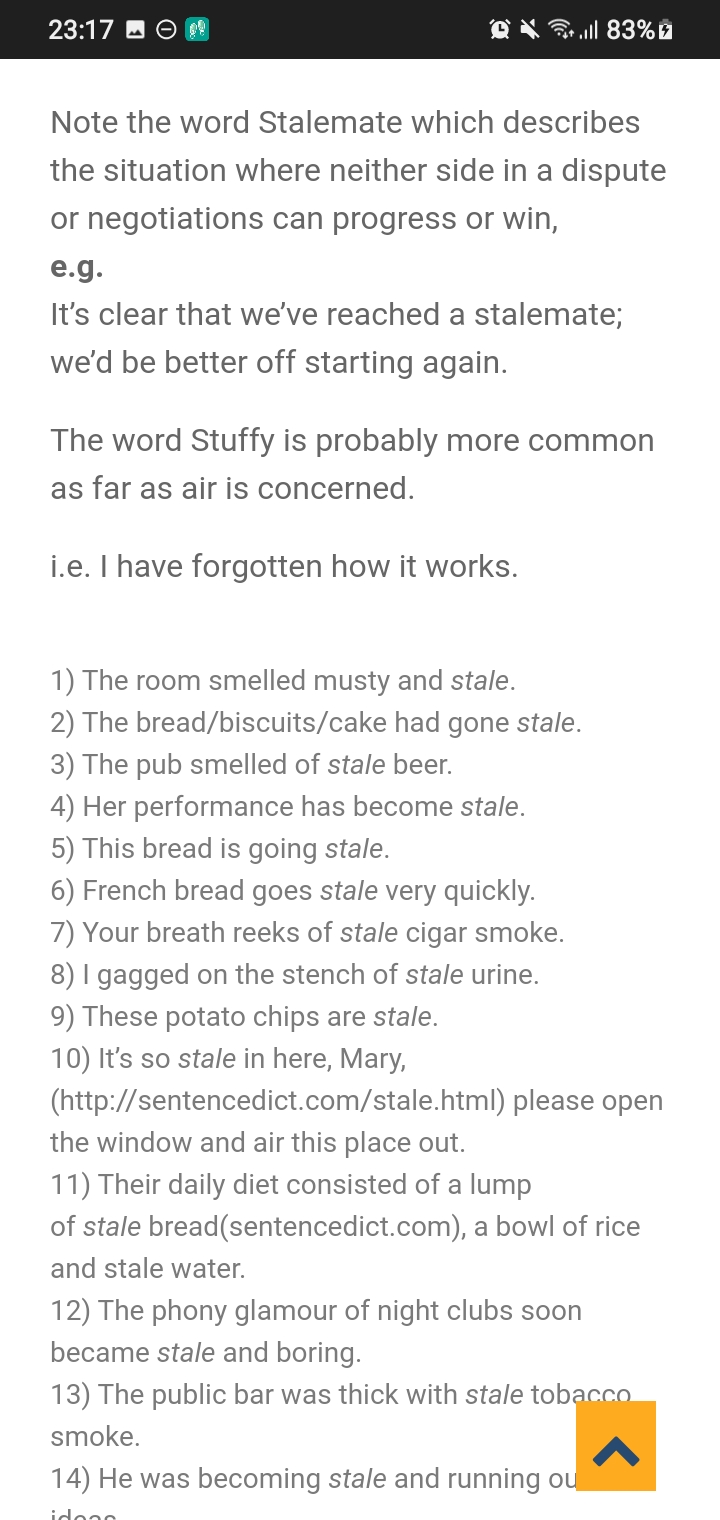 23:17
83%
Note the word Stalemate which describes
the situation where neither side in a dispute
or negotiations can progress or win,
e.g.
It’s clear that we’ve reached a stalemate;
we’d be better off starting again.
The word Stuffy is probably more common
as far as air is concerned.
i.e. I have forgotten how it works.
1) The room smelled musty and stale.
2) The bread/biscuits/cake had gone stale.
3) The pub smelled of stale beer.
4) Her performance has become stale.
5) This bread is going stale.
6) French bread goes stale very quickly.
7) Your breath reeks of stale cigar smoke.
8) I gagged on the stench of stale urine.
9) These potato chips are stale.
10) It’s so stale in here, Mary,
(http://sentencedict.com/stale.html) please open
the window and air this place out.
11) Their daily diet consisted of a lump
of stale bread(sentencedict.com), a bowl of rice
and stale water.
12) The phony glamour of night clubs soon
became stale and boring.
13) The public bar was thick with stale tobacco
smoke.
14) He was becoming stale and running
ideas